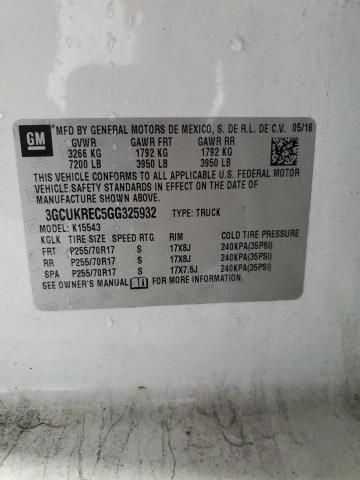 GM
MFD BY GENERAL MOTORS DE MEXICO, S. DE R.L. DE C.V. 05/16
GVWR GAWR FRT GAWR RR
3266 KG 1792 KG 1792 KG
7200 LB 3950 LB 3950 LB
THIS VEHICLE CONFORMS TO ALL APPLICABLE U.S. FEDERAL MOTOR
VEHICLE SAFETY STANDARDS IN EFFECT ON THE DATE OF
MANUFACTURE SHOWN ABOVE.
3GCUKREC5GG325932 TYPE: TRUCK
MODEL: K15543
KGLK TIRE SIZE SPEED RTG RIM COLD TIRE PRESSURE
FRT P255/70R17 S 17X8J 240KPA(35PSI)
RR P255/70R17 S 17X8J 240KPA(35PSI)
SPA P255/70R17 S 17X7.5J 240KPA(35PSI)
SEE OWNER'S MANUAL FOR MORE INFORMATION.